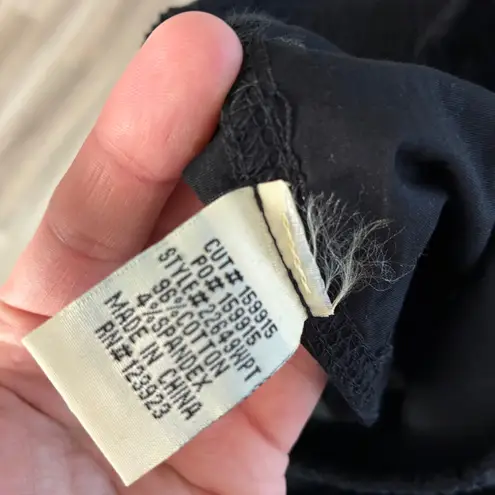 CUT# 159915
PO# 159915
STYLE#22649WPT
96%COTTON
4%SPANDEX
MADE IN CHINA
RN# 123923